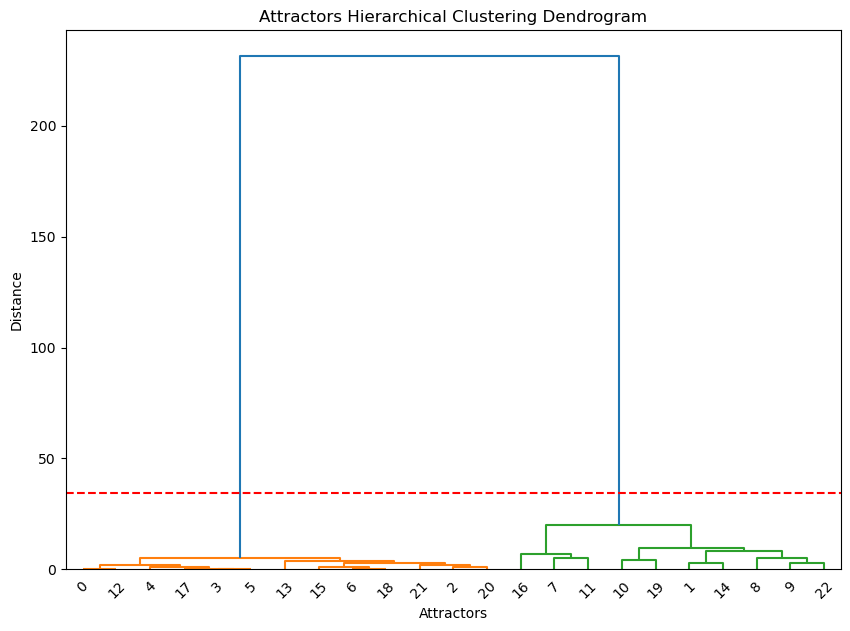 Attractors Hierarchical Clustering Dendrogram
Distance
200
150
100
50
0
0 12 4 17 3 5 13 15 6 18 21 2 20 16 7 11 10 19 1 14 8 9 22
Attractors